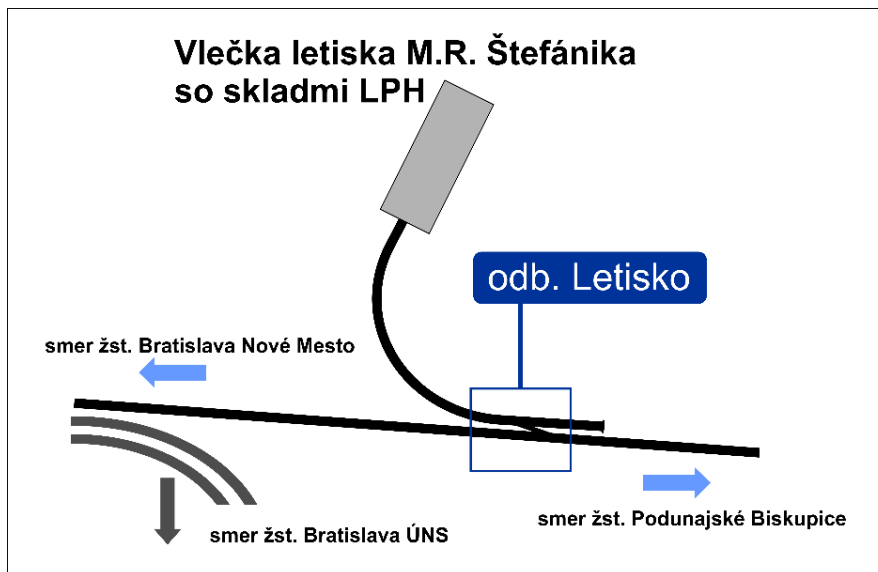 Vlečka letiska M.R. Štefánika
so skladmi LPH
odb. Letisko
smer žst. Bratislava Nové Mesto
smer žst. Podunajské Biskupice
smer žst. Bratislava ÚNS